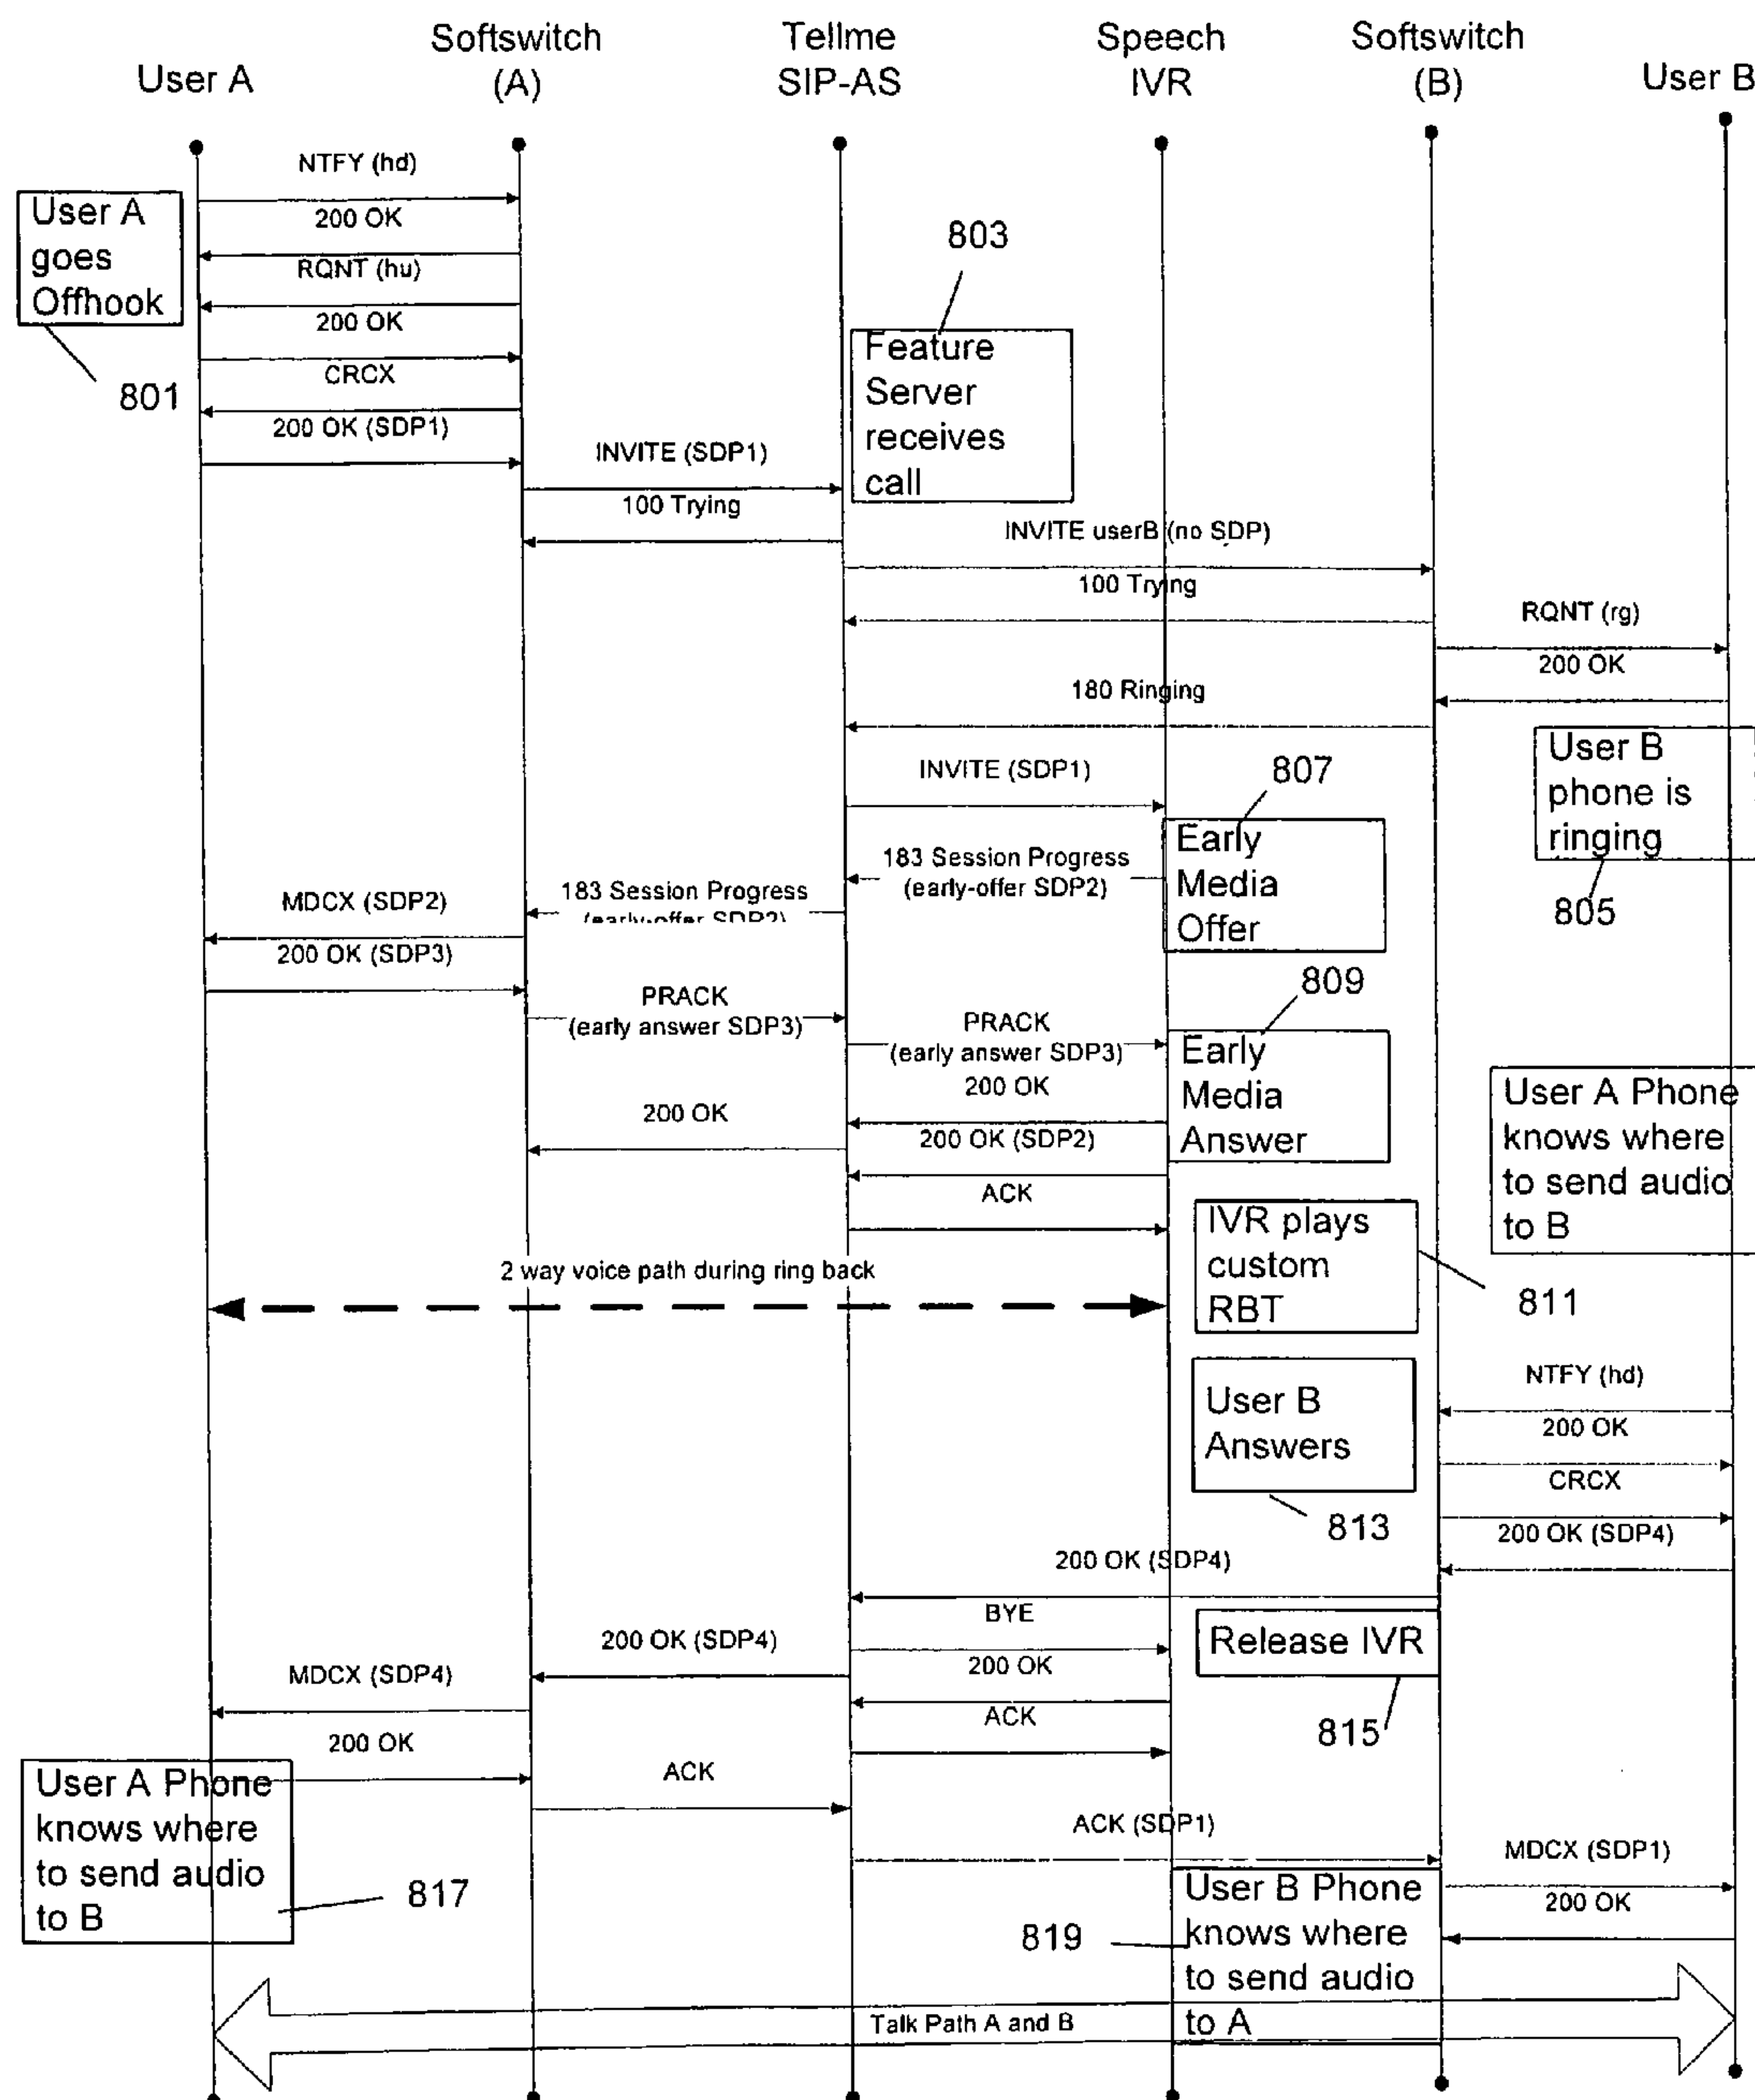 Softswitch
(A)
Tellme
SIP-AS
Speech
IVR
Softswitch
(B)
User A
User B
NTFY (hd)
User A
goes
Offhook
200 OK
803
RQNT (hu)
200 OK
Feature
Server
receives
call
CRCX
801
200 OK (SDP1)
INVITE (SDP1)
100 Trying
INVITE userB (no SDP)
100 Trying
RQNT (rg)
200 OK
180 Ringing
User B
phone is
ringing
INVITE (SDP1)
807
Early
Media
Offer
183 Session Progress
(early-offer SDP2)
805
183 Session Progress
(early-offer SDP2)
MDCX (SDP2)
200 OK (SDP3)
809
PRACK
(early answer SDP3)
PRACK
(early answer SDP3)
Early
Media
Answer
200 OK
User A Phone
knows where
to send audio
to B
200 OK
200 OK (SDP2)
ACK
IVR plays
custom
RBT
2 way voice path during ring back
811
NTFY (hd)
User B
Answers
200 OK
CRCX
813
200 OK (SDP4)
200 OK (SDP4)
BYE
Release IVR
200 OK (SDP4)
200 OK
MDCX (SDP4)
ACK
815
200 OK
User A Phone
knows where
to send audio
to B
ACK
ACK (SDP1)
MDCX (SDP1)
817
User B Phone
knows where
to send audio
to A
200 OK
819
Talk Path A and B